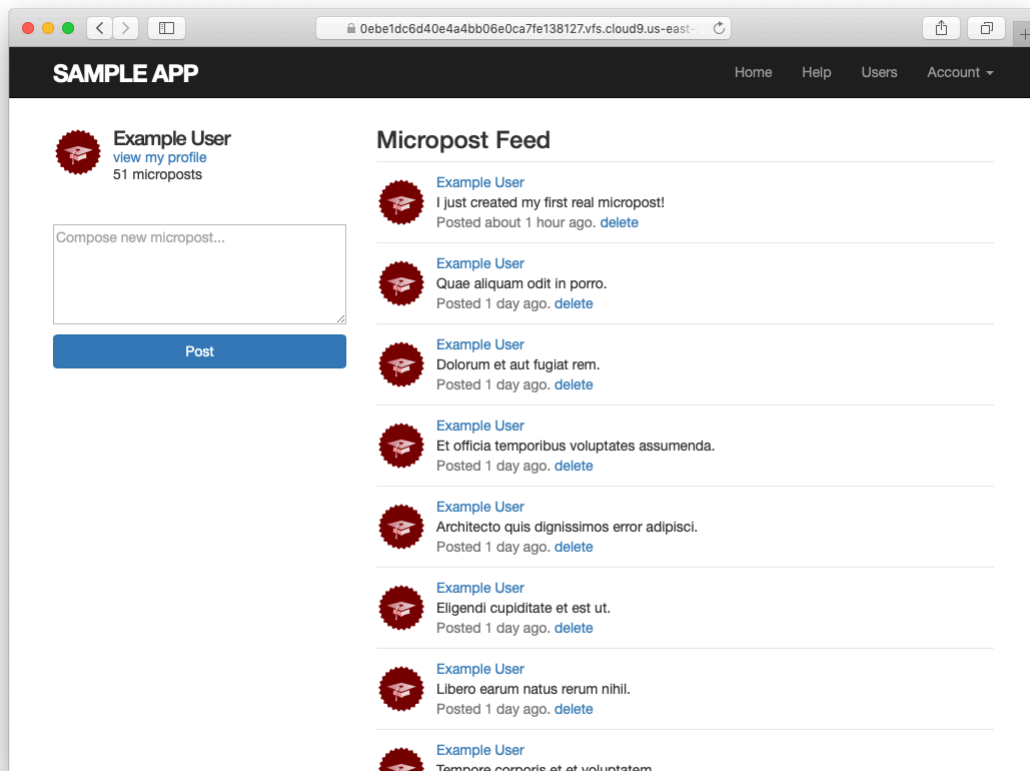 0ebe1dc6d40e4a4bb06e0ca7fe138127.vfs.cloud9.us-east-
SAMPLE APP
Home Help Users Account
Example User
view my profile
51 microposts
Compose new micropost...
Post
Micropost Feed
Example User
I just created my first real micropost!
Posted about 1 hour ago. delete
Example User
Quae aliquam odit in porro.
Posted 1 day ago. delete
Example User
Dolorum et aut fugiat rem.
Posted 1 day ago. delete
Example User
Et officia temporibus voluptates assumenda.
Posted 1 day ago. delete
Example User
Architecto quis dignissimos error adipisci.
Posted 1 day ago. delete
Example User
Eligendi cupiditate et est ut.
Posted 1 day ago. delete
Example User
Libero earum natus rerum nihil.
Posted 1 day ago. delete
Example User
Tempore corporis et et voluptatem